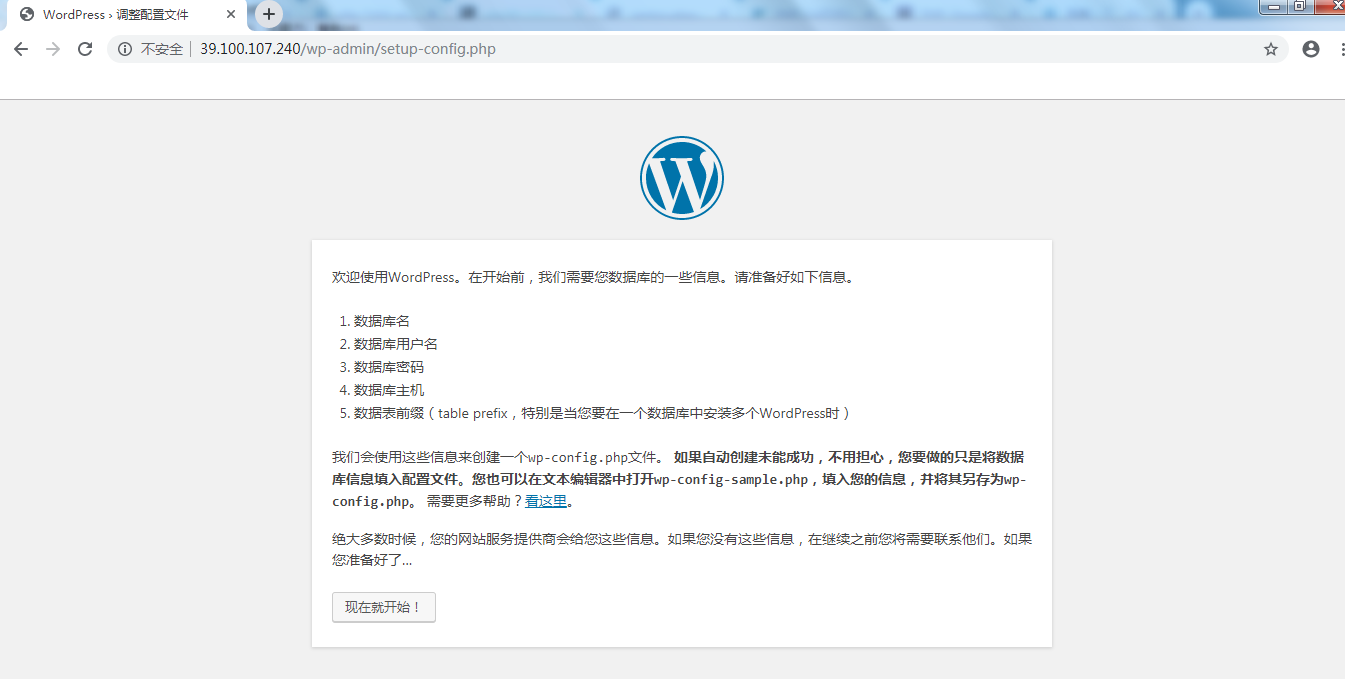 WordPress › 调整配置文件
不安全 39.100.107.240/wp-admin/setup-config.php
欢迎使用WordPress。在开始前，我们需要您数据库的一些信息。请准备好如下信息。
1. 数据库名
2. 数据库用户名
3. 数据库密码
4. 数据库主机
5. 数据表前缀（table prefix，特别是当您要在一个数据库中安装多个WordPress时）
我们会使用这些信息来创建一个wp-config.php文件。 如果自动创建未能成功，不用担心，您要做的只是将数据
库信息填入配置文件。您也可以在文本编辑器中打开wp-config-sample.php，填入您的信息，并将其另存为wp-
config.php。 需要更多帮助？看这里。
绝大多数时候，您的网站服务提供商会给您这些信息。如果您没有这些信息，在继续之前您将需要联系他们。如果
您准备好了…
现在就开始！